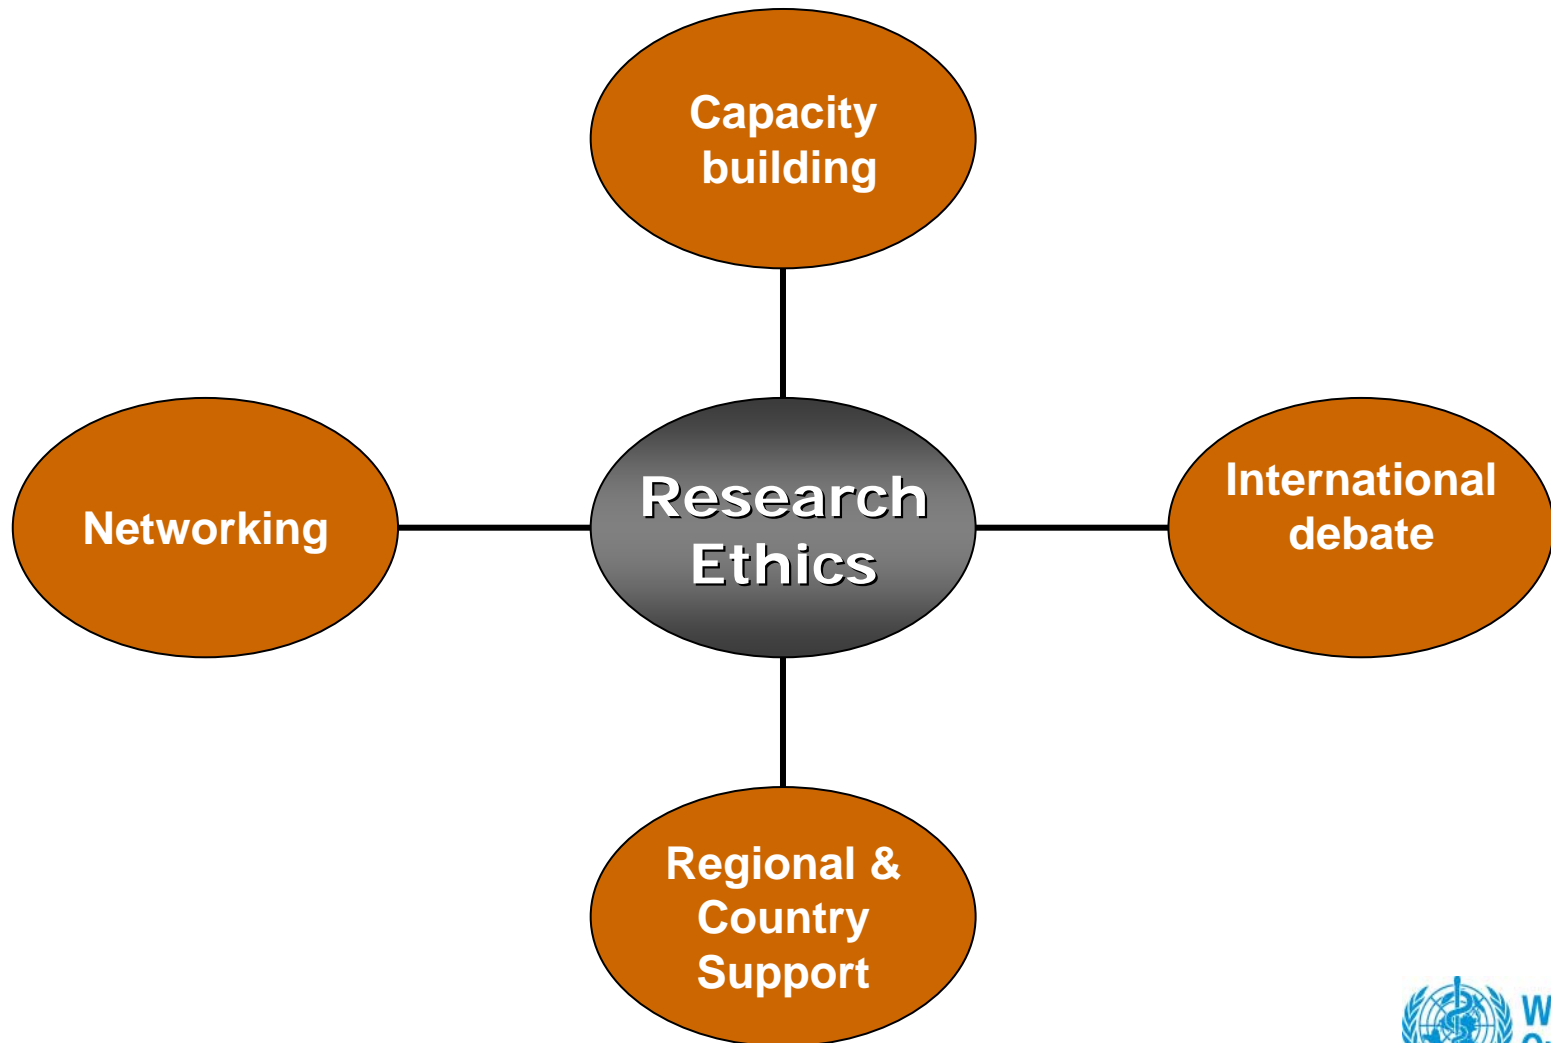 Capacity
building
Networking
Research
Ethics
International
debate
Regional &
Country
Support